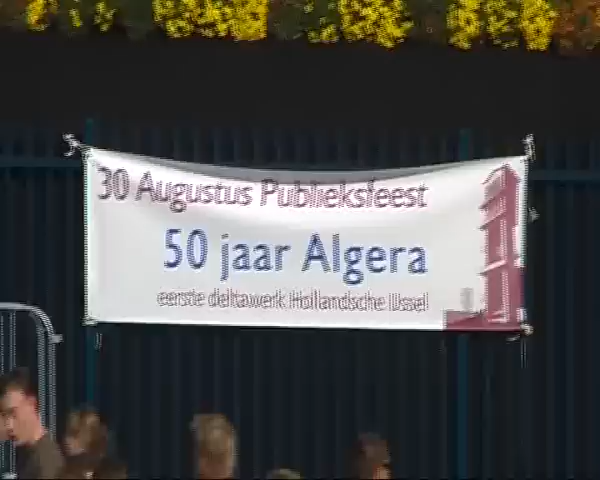 30 Augustus Publieksfeest
50 jaar Algera
eerste deltawerk Hollandsche IJssel